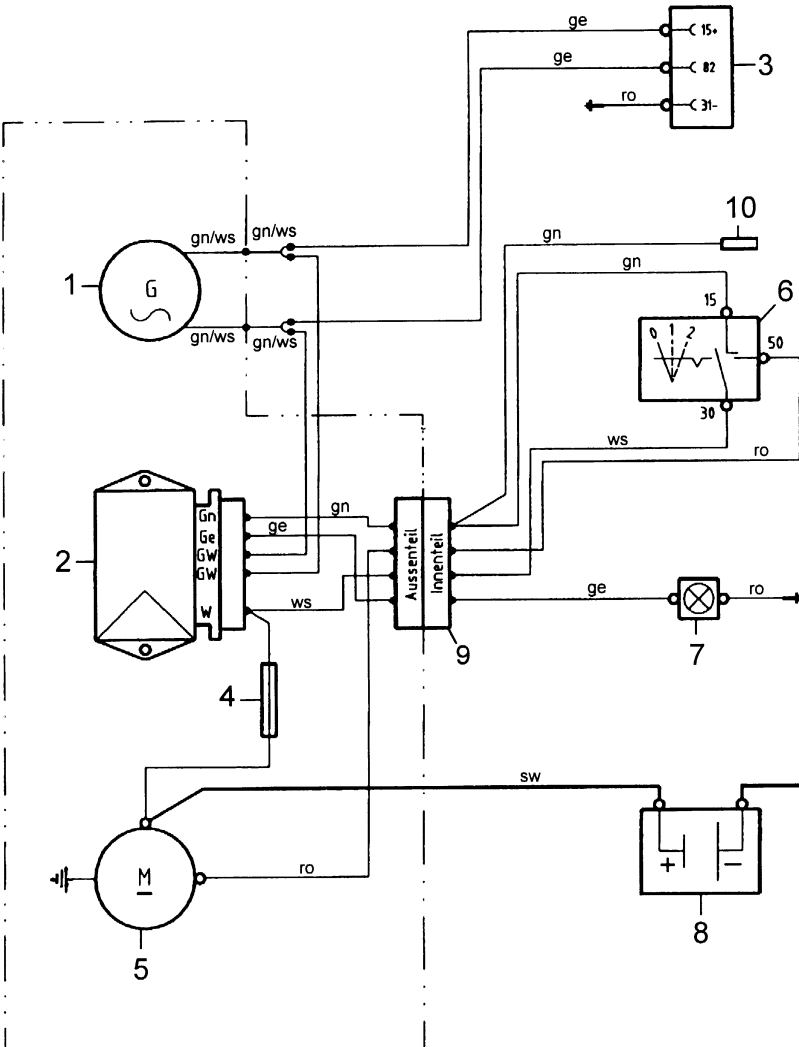 ge
15+
ge
82
3
ro
31-
10
gn/ws
gn/ws
gn
gn
1
G
15
6
0 1 2
50
gn/ws
gn/ws
30
ws
ro
Gn
gn
Ge
ge
GW
2
GW
Aussenteil
Innenteil
W
ws
ge
ro
9
7
4
sw
M
ro
+
−
5
8